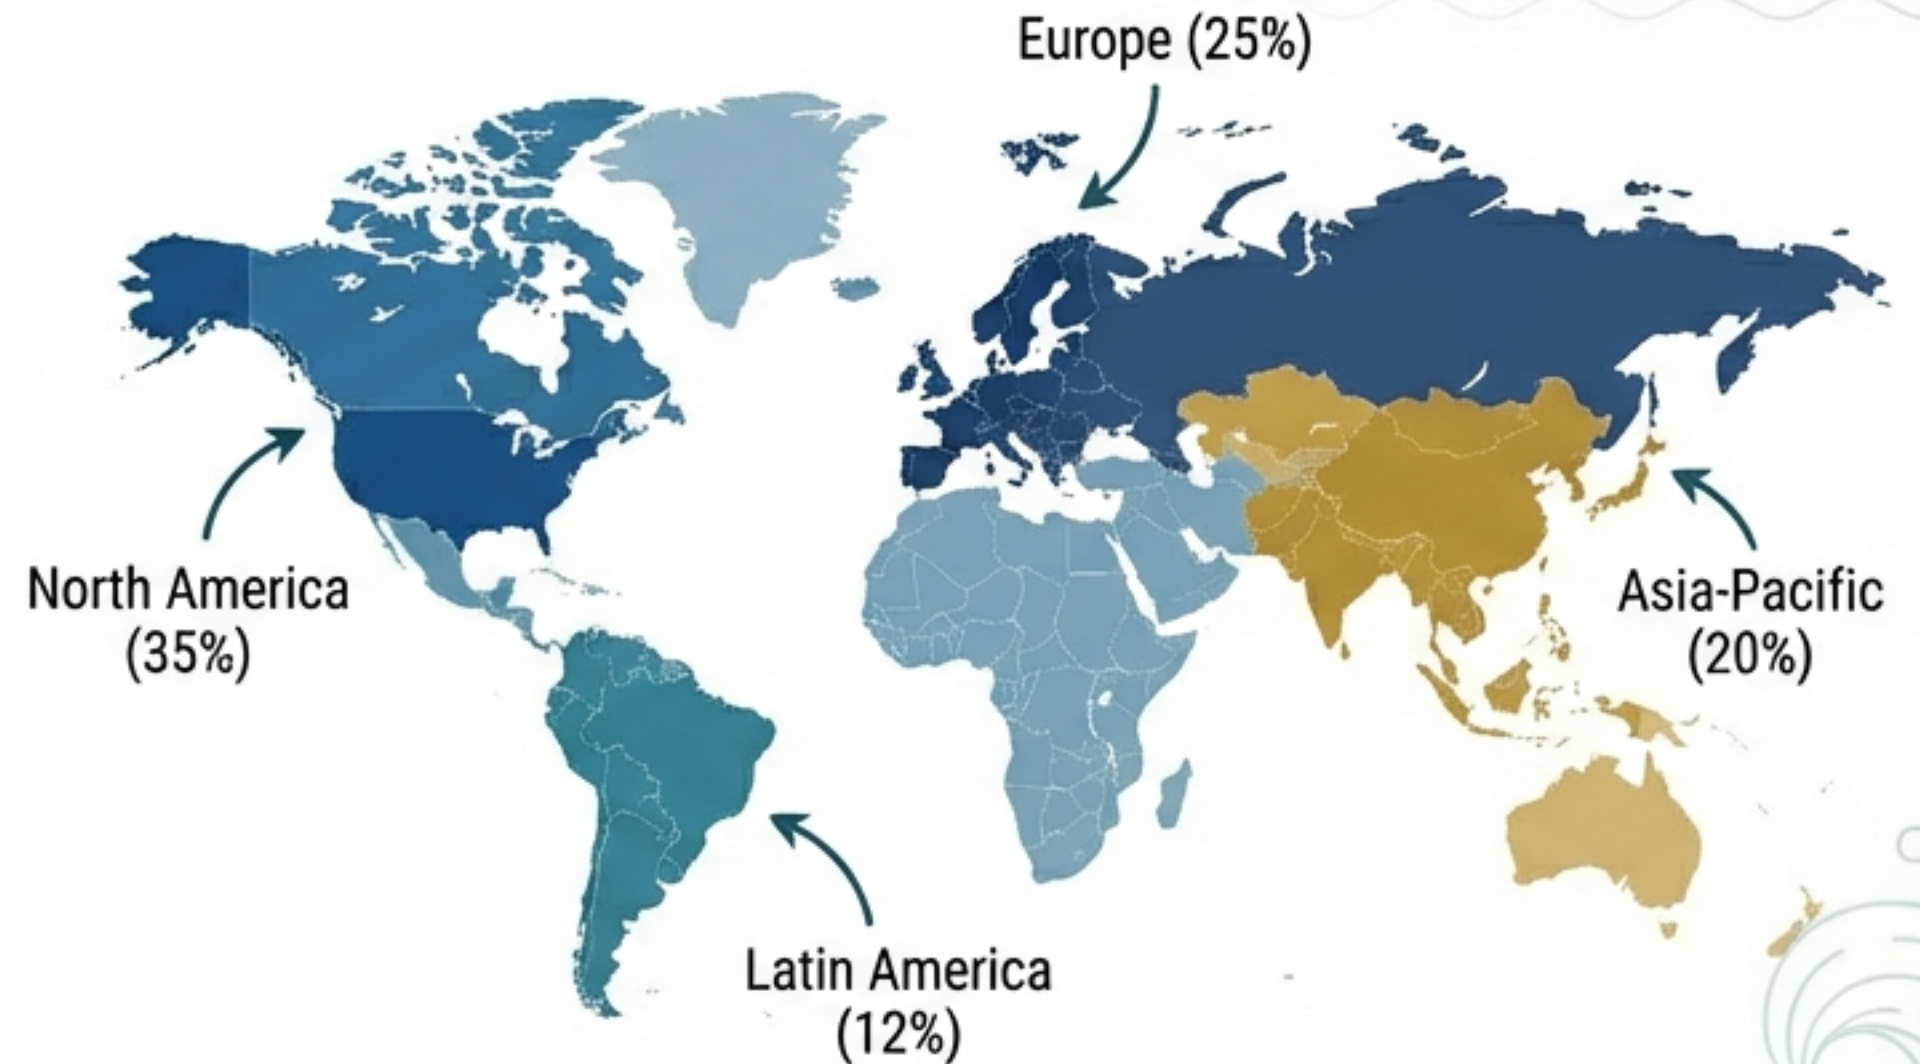 Europe (25%)
North America
(35%)
Asia-Pacific
(20%)
Latin America
(12%)